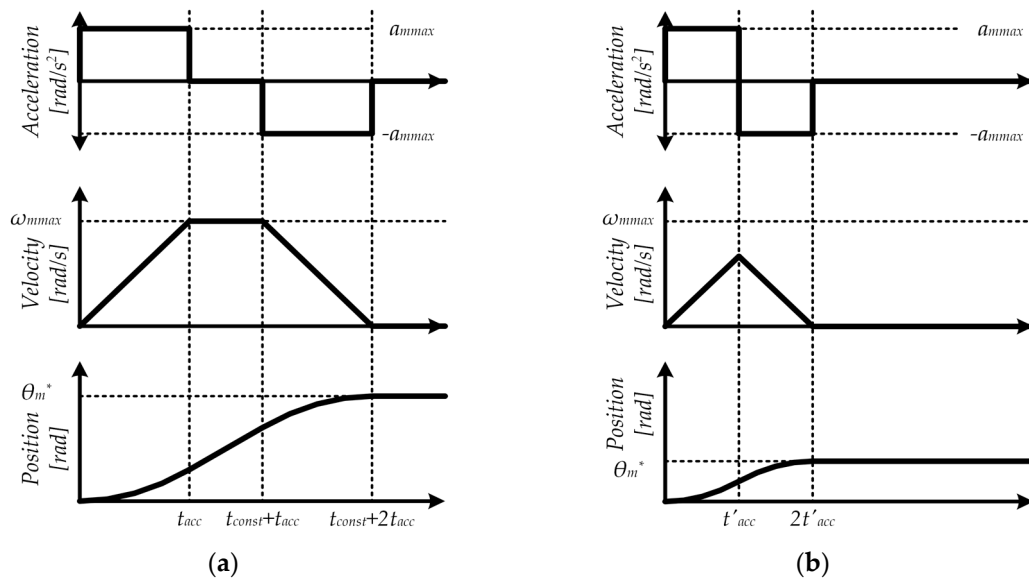 Acceleration
[rad/s²]
a_mmax
-a_mmax
ω_mmax
Velocity
[rad/s]
θ_m*
Position
[rad]
t_acc
t_const+t_acc
t_const+2t_acc
(a)
Acceleration
[rad/s²]
a_mmax
-a_mmax
ω_mmax
Velocity
[rad/s]
Position
[rad]
θ_m*
t'_acc
2t'_acc
(b)